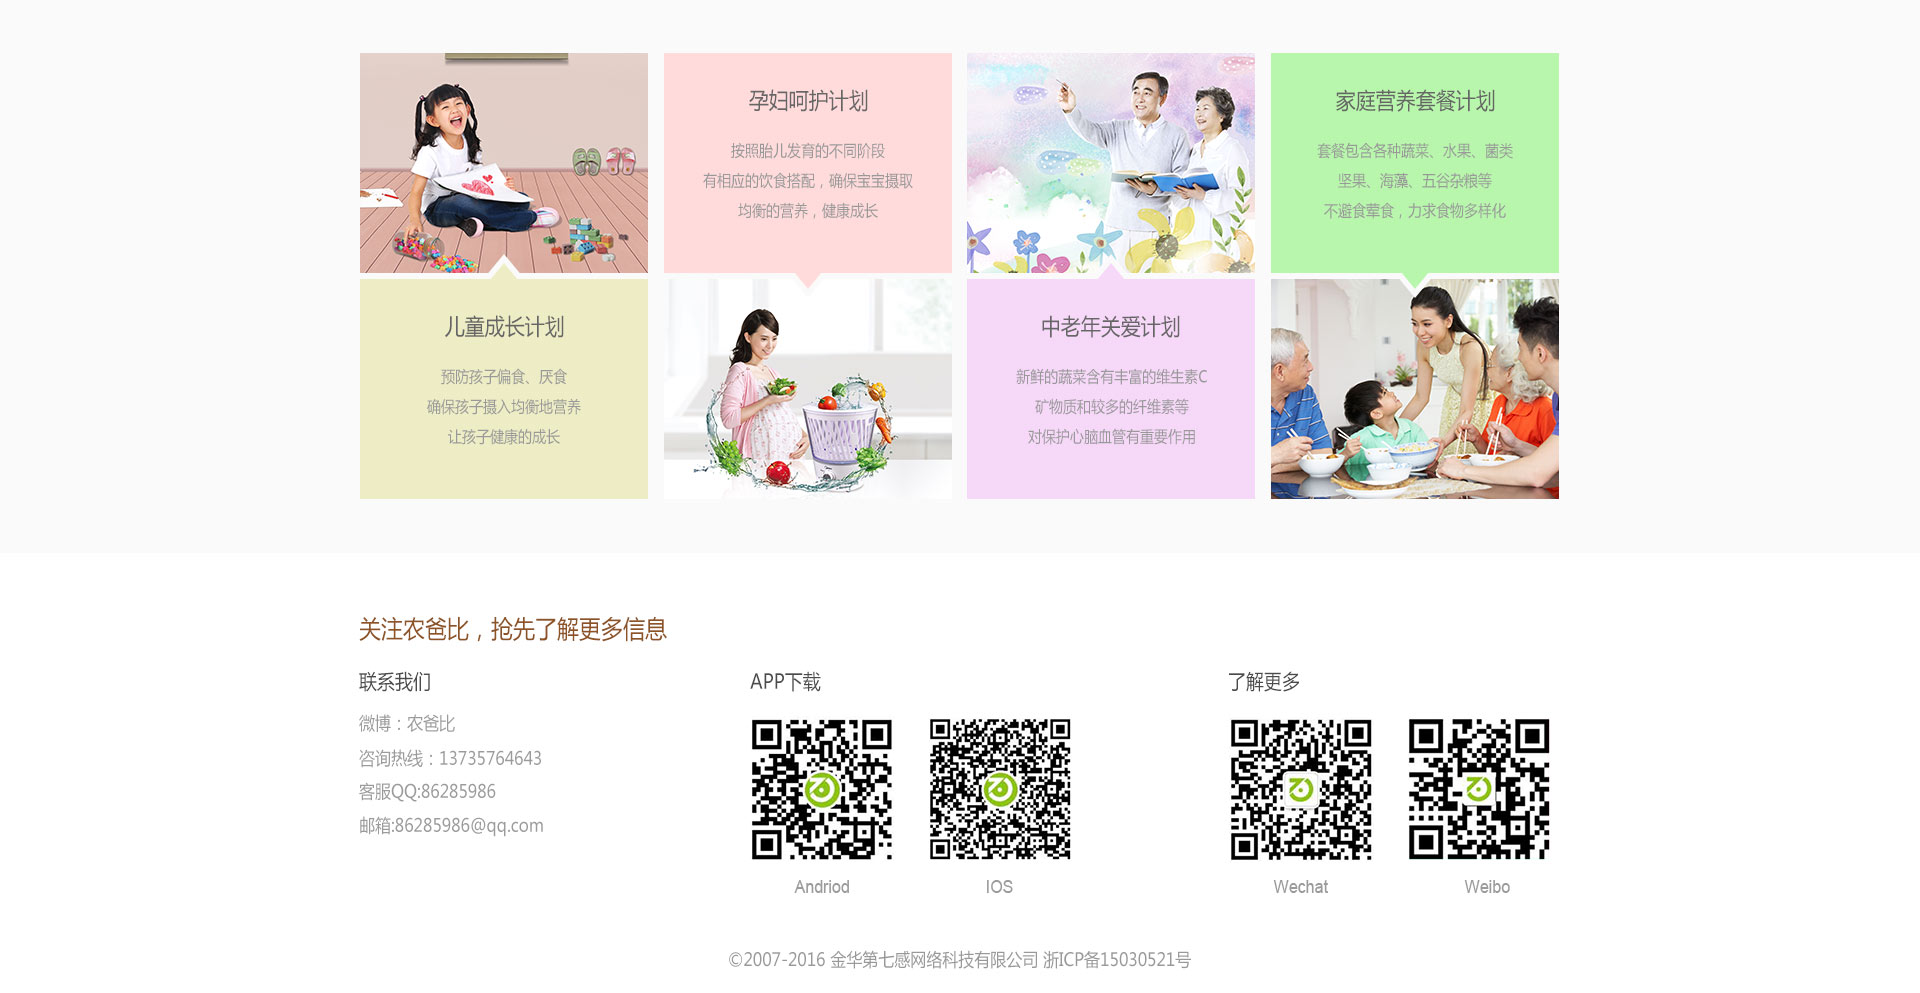 孕妇呵护计划
按照胎儿发育的不同阶段
有相应的饮食搭配，确保宝宝摄取
均衡的营养，健康成长
家庭营养套餐计划
套餐包含各种蔬菜、水果、菌类
坚果、海藻、五谷杂粮等
不避食荤食，力求食物多样化
儿童成长计划
预防孩子偏食、厌食
确保孩子摄入均衡地营养
让孩子健康的成长
中老年关爱计划
新鲜的蔬菜含有丰富的维生素C
矿物质和较多的纤维素等
对保护心脑血管有重要作用
关注农爸比，抢先了解更多信息
联系我们
微博：农爸比
咨询热线：13735764643
客服QQ:86285986
邮箱:86285986@qq.com
APP下载
Andriod
IOS
了解更多
Wechat
Weibo
©2007-2016 金华第七感网络科技有限公司 浙ICP备15030521号